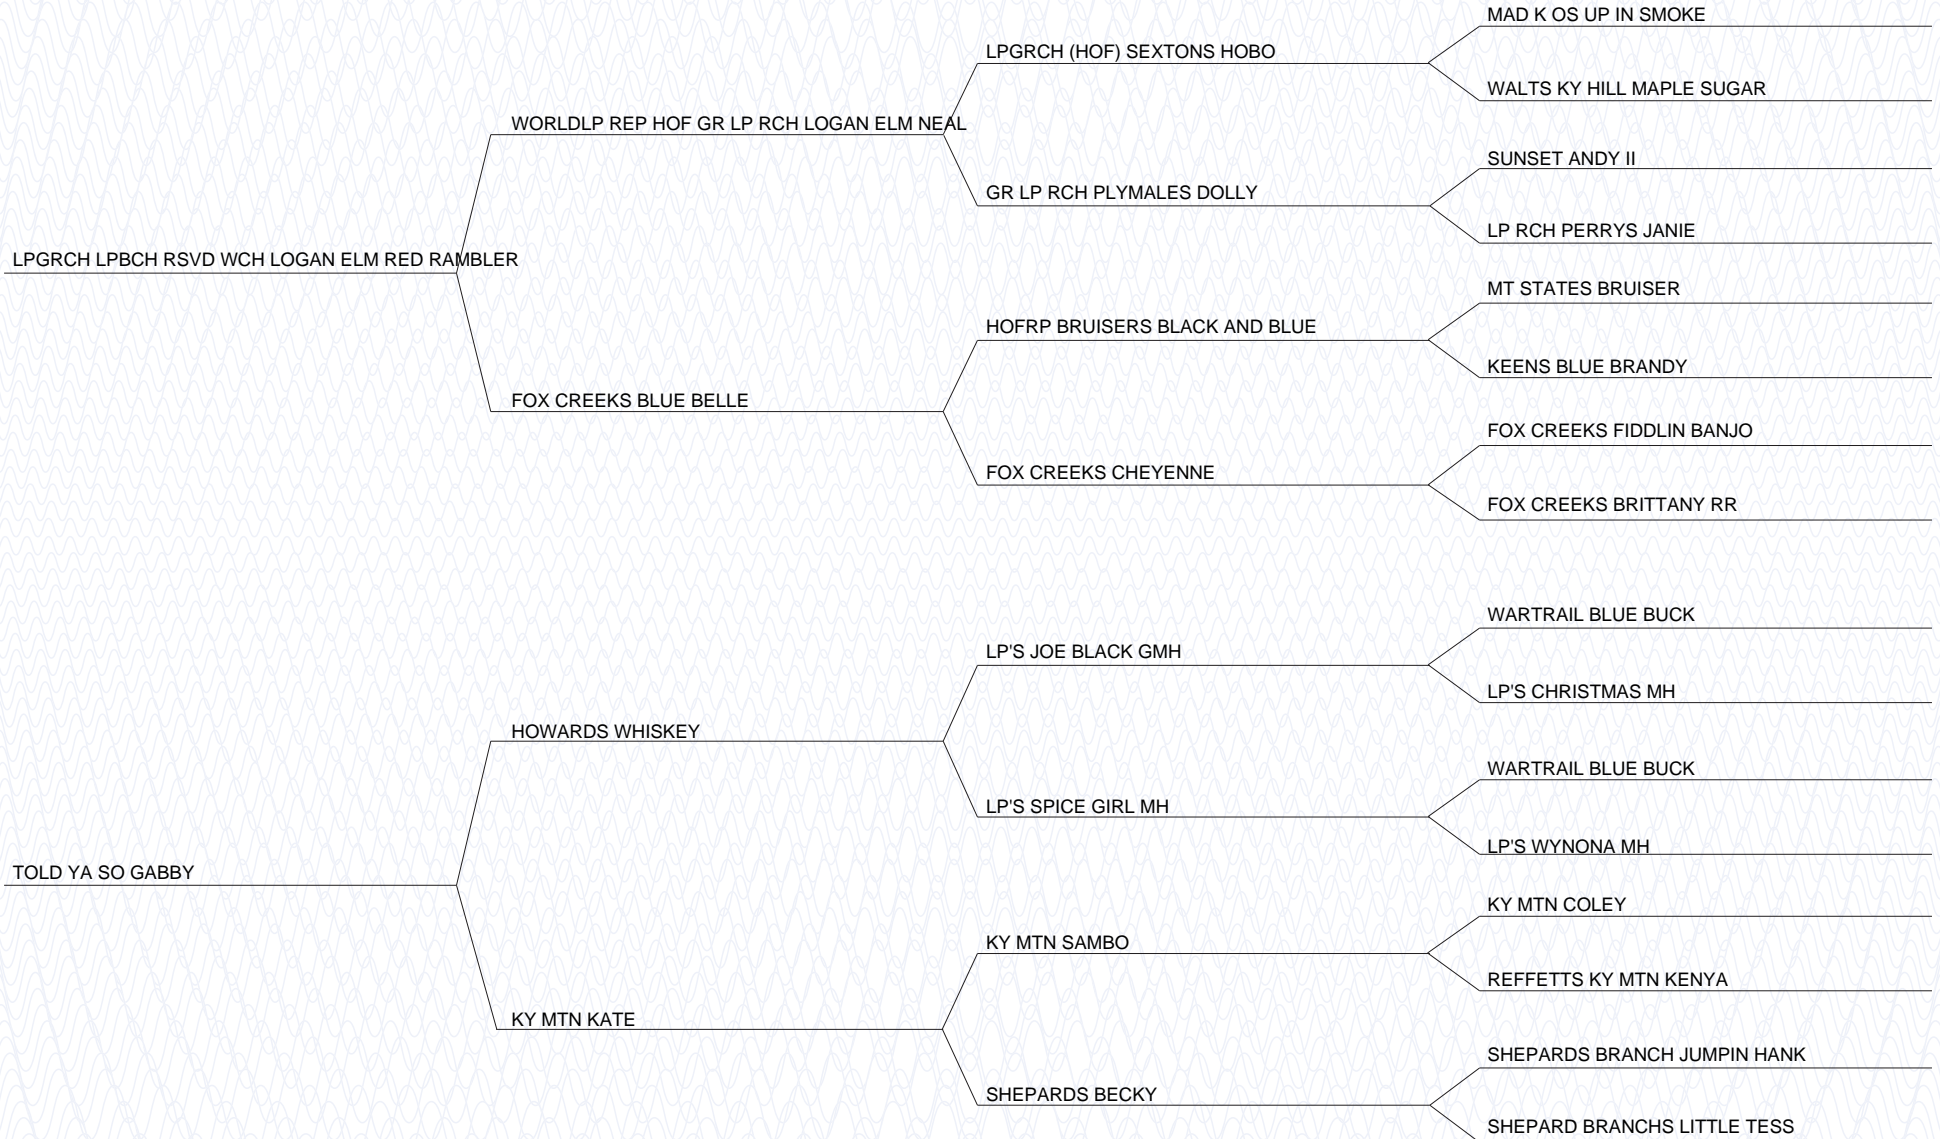 MAD K OS UP IN SMOKE
LPGRCH (HOF) SEXTONS HOBO
WALTS KY HILL MAPLE SUGAR
WORLDLP REP HOF GR LP RCH LOGAN ELM NEAL
SUNSET ANDY II
GR LP RCH PLYMALES DOLLY
LP RCH PERRYS JANIE
LPGRCH LPBCH RSVD WCH LOGAN ELM RED RAMBLER
MT STATES BRUISER
HOFRP BRUISERS BLACK AND BLUE
KEENS BLUE BRANDY
FOX CREEKS BLUE BELLE
FOX CREEKS FIDDLIN BANJO
FOX CREEKS CHEYENNE
FOX CREEKS BRITTANY RR
WARTRAIL BLUE BUCK
LP'S JOE BLACK GMH
LP'S CHRISTMAS MH
HOWARDS WHISKEY
WARTRAIL BLUE BUCK
LP'S SPICE GIRL MH
LP'S WYNONA MH
TOLD YA SO GABBY
KY MTN COLEY
KY MTN SAMBO
REFFETTS KY MTN KENYA
KY MTN KATE
SHEPARDS BRANCH JUMPIN HANK
SHEPARDS BECKY
SHEPARD BRANCHS LITTLE TESS